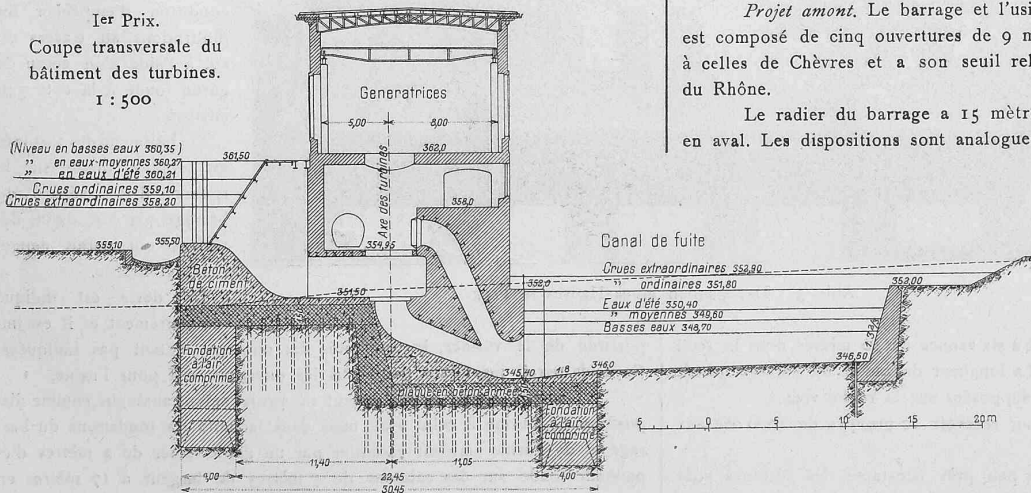 Ier Prix.
Coupe transversale du
bâtiment des turbines.
1 : 500
Projet amont. Le barrage et l'usi
est composé de cinq ouvertures de 9 m
à celles de Chèvres et a son seuil rel
du Rhône.
Le radier du barrage a 15 mètr
en aval. Les dispositions sont analogue
Generatrices
5,00 8,00
362,0
(Niveau en basses eaux 360,35)
" en eaux-moyennes 360,27
" en eaux d'été 360,21
Crues ordinaires 359,10
Crues extraordinaires 358,20
361,50
Axe des turbines
358,0
354,95
355,10
355,50
Béton
de ciment
351,50
Canal de fuite
Crues extraordinaires 352,90
" ordinaires 351,80
Eaux d'été 350,40
" moyennes 349,60
Basses eaux 348,70
352,0
353,00
346,50
345,40
1:8
346,0
Fondation
à l'air
comprimé
Plaque en béton armée
Fondation
à l'air
comprimé
5 0 5 10 15 20 m
11,40 11,05
4,00 22,45 4,00
30,45